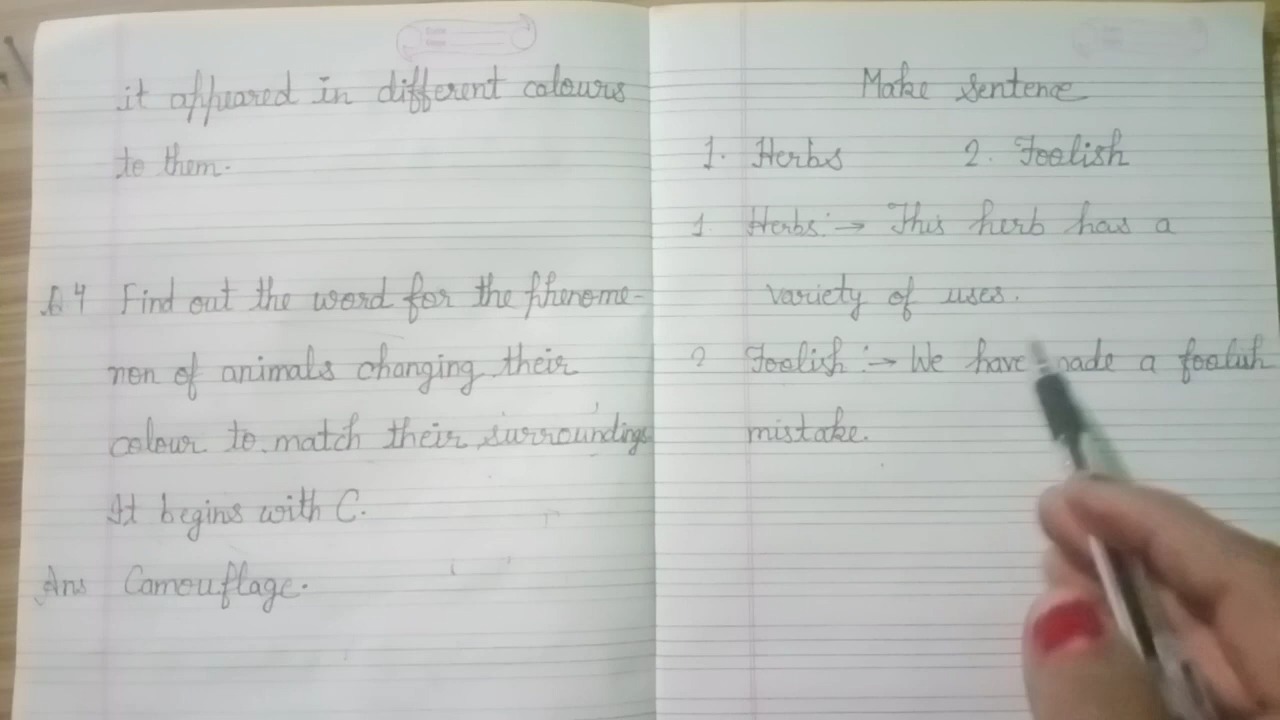 it appeared in different colours
to them.
Q4 Find out the word for the phenome-
non of animals changing their
colour to match their surroundings
It begins with C.
Ans Camouflage.
Make Sentence
1. Herbs 2. Foolish
1. Herbs :→ This herb has a
variety of uses.
2 Foolish :→ We have made a foolish
mistake.